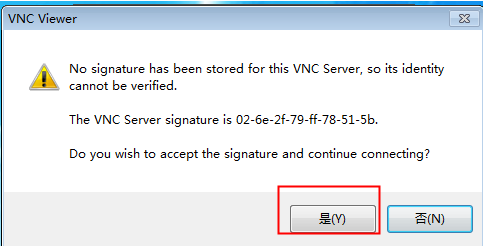 VNC Viewer
No signature has been stored for this VNC Server, so its identity
cannot be verified.
The VNC Server signature is 02-6e-2f-79-ff-78-51-5b.
Do you wish to accept the signature and continue connecting?
是(Y)
否(N)